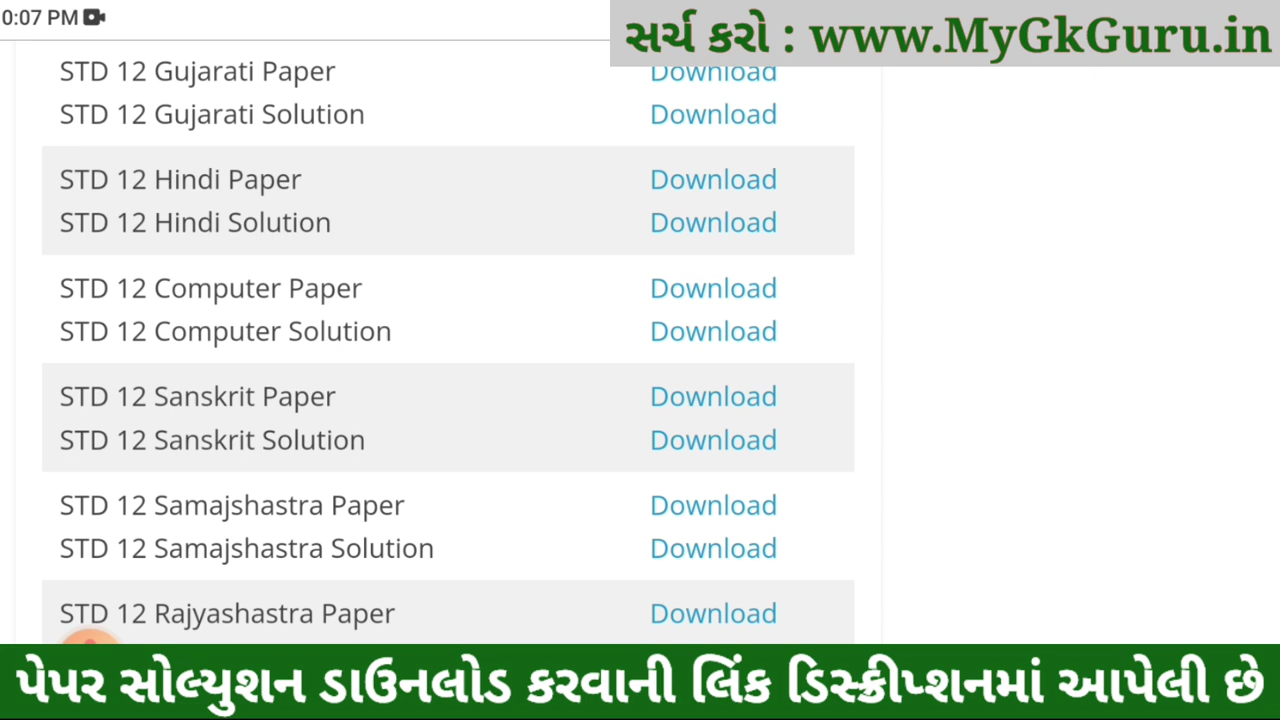 0:07 PM
સર્ચ કરો : www.MyGkGuru.in
STD 12 Gujarati Paper Download
STD 12 Gujarati Solution Download
STD 12 Hindi Paper Download
STD 12 Hindi Solution Download
STD 12 Computer Paper Download
STD 12 Computer Solution Download
STD 12 Sanskrit Paper Download
STD 12 Sanskrit Solution Download
STD 12 Samajshastra Paper Download
STD 12 Samajshastra Solution Download
STD 12 Rajyashastra Paper Download
પેપર સોલ્યુશન ડાઉનલોડ કરવાની લિંક ડિસ્ક્રીપ્શનમાં આપેલી છે